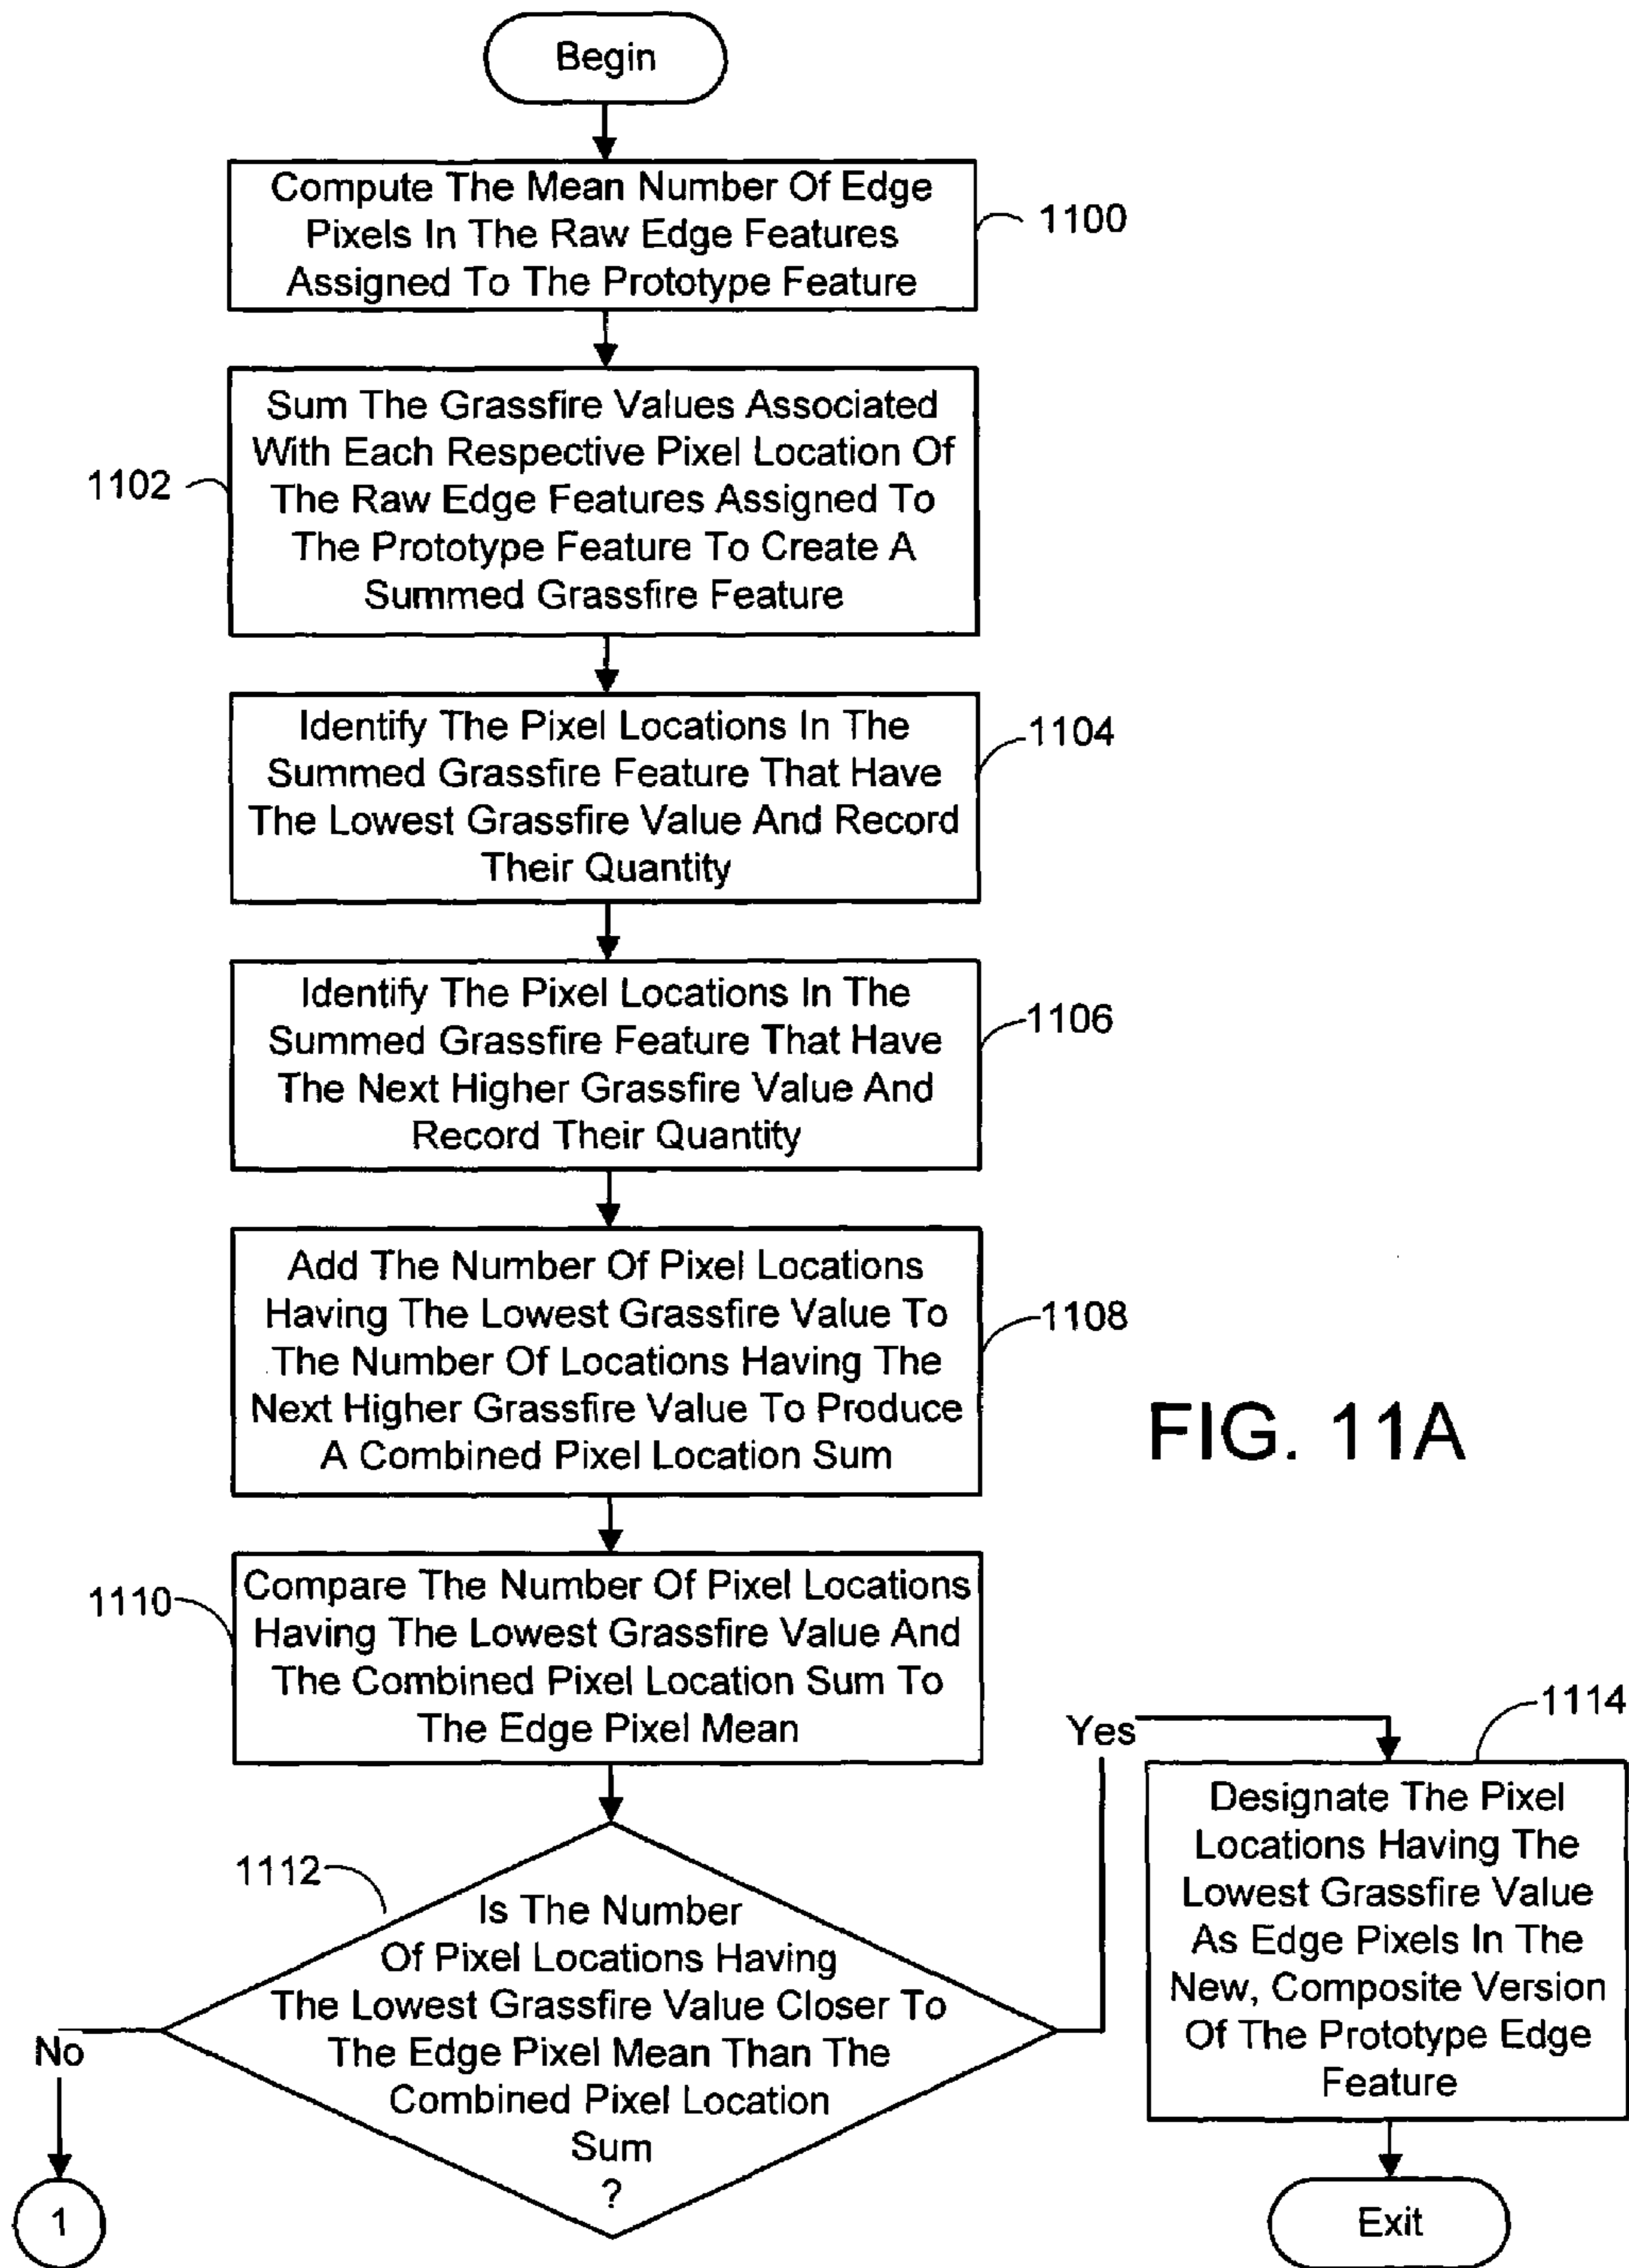 Begin
Compute The Mean Number Of Edge
Pixels In The Raw Edge Features
Assigned To The Prototype Feature
1100
Sum The Grassfire Values Associated
With Each Respective Pixel Location Of
The Raw Edge Features Assigned To
The Prototype Feature To Create A
Summed Grassfire Feature
1102
Identify The Pixel Locations In The
Summed Grassfire Feature That Have
The Lowest Grassfire Value And Record
Their Quantity
1104
Identify The Pixel Locations In The
Summed Grassfire Feature That Have
The Next Higher Grassfire Value And
Record Their Quantity
1106
Add The Number Of Pixel Locations
Having The Lowest Grassfire Value To
The Number Of Locations Having The
Next Higher Grassfire Value To Produce
A Combined Pixel Location Sum
1108
FIG. 11A
Compare The Number Of Pixel Locations
Having The Lowest Grassfire Value And
The Combined Pixel Location Sum To
The Edge Pixel Mean
1110
1112
Is The Number
Of Pixel Locations Having
The Lowest Grassfire Value Closer To
The Edge Pixel Mean Than The
Combined Pixel Location
Sum
?
Yes
1114
Designate The Pixel
Locations Having The
Lowest Grassfire Value
As Edge Pixels In The
New, Composite Version
Of The Prototype Edge
Feature
No
1
Exit